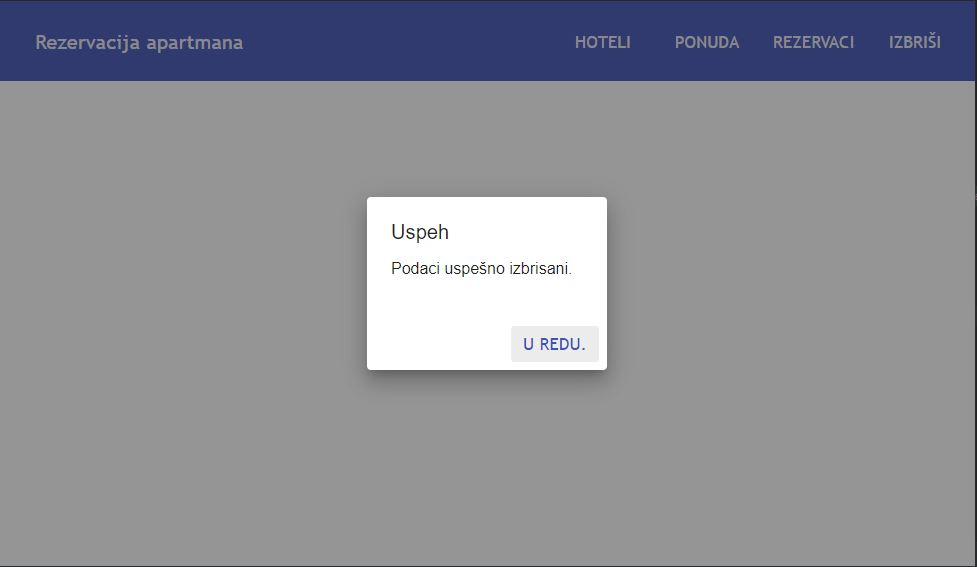 Rezervacija apartmana
HOTELI PONUDA REZERVACI IZBRIŠI
Uspeh
Podaci uspešno izbrisani.
U REDU.